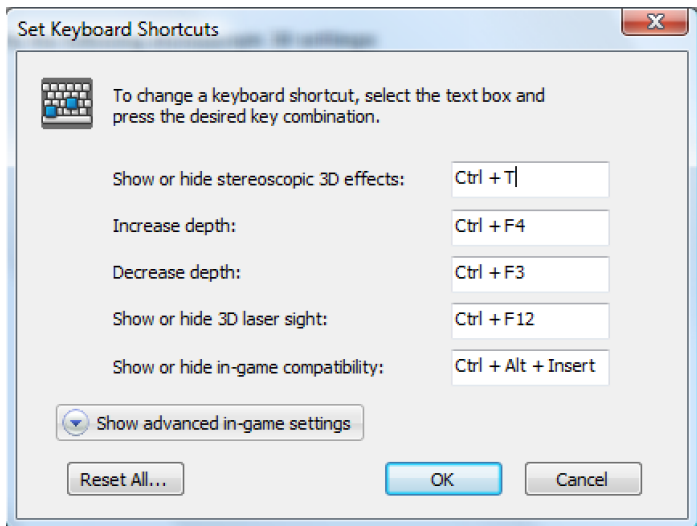 Set Keyboard Shortcuts
To change a keyboard shortcut, select the text box and
press the desired key combination.
Show or hide stereoscopic 3D effects: Ctrl + T
Increase depth: Ctrl + F4
Decrease depth: Ctrl + F3
Show or hide 3D laser sight: Ctrl + F12
Show or hide in-game compatibility: Ctrl + Alt + Insert
Show advanced in-game settings
Reset All... OK Cancel